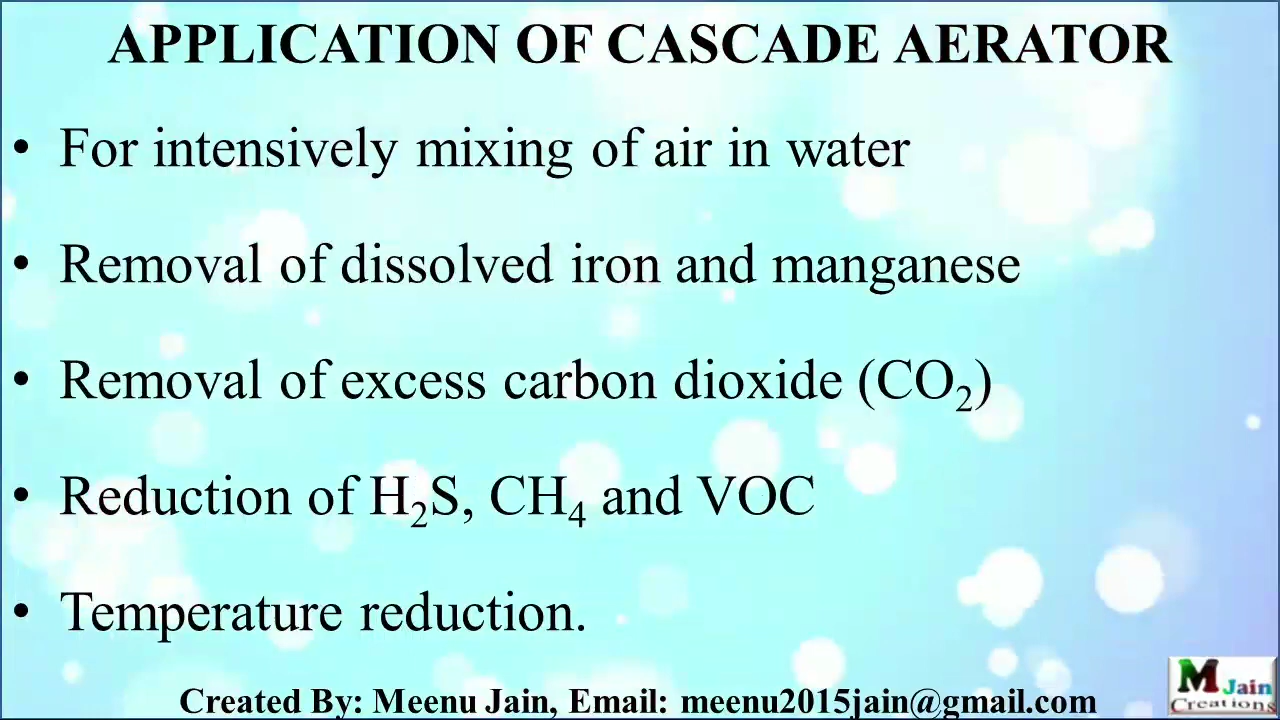 APPLICATION OF CASCADE AERATOR
• For intensively mixing of air in water
• Removal of dissolved iron and manganese
• Removal of excess carbon dioxide (CO₂)
• Reduction of H₂S, CH₄ and VOC
• Temperature reduction.
Created By: Meenu Jain, Email: meenu2015jain@gmail.com
M Jain
Creations